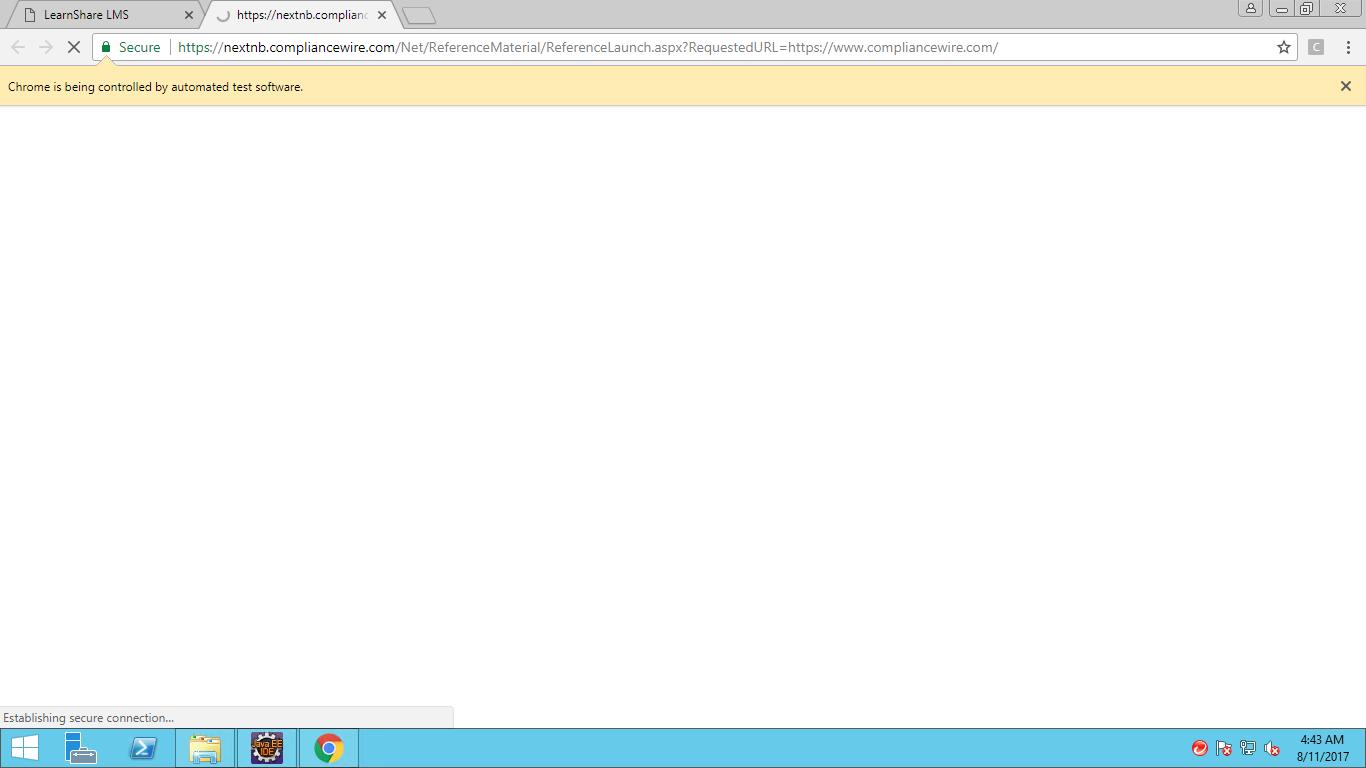 LearnShare LMS
https://nextnb.complianc
Secure
https://nextnb.compliancewire.com/Net/ReferenceMaterial/ReferenceLaunch.aspx?RequestedURL=https://www.compliancewire.com/
C
Chrome is being controlled by automated test software.
Establishing secure connection...
Java EE
IDE
4:43 AM
8/11/2017